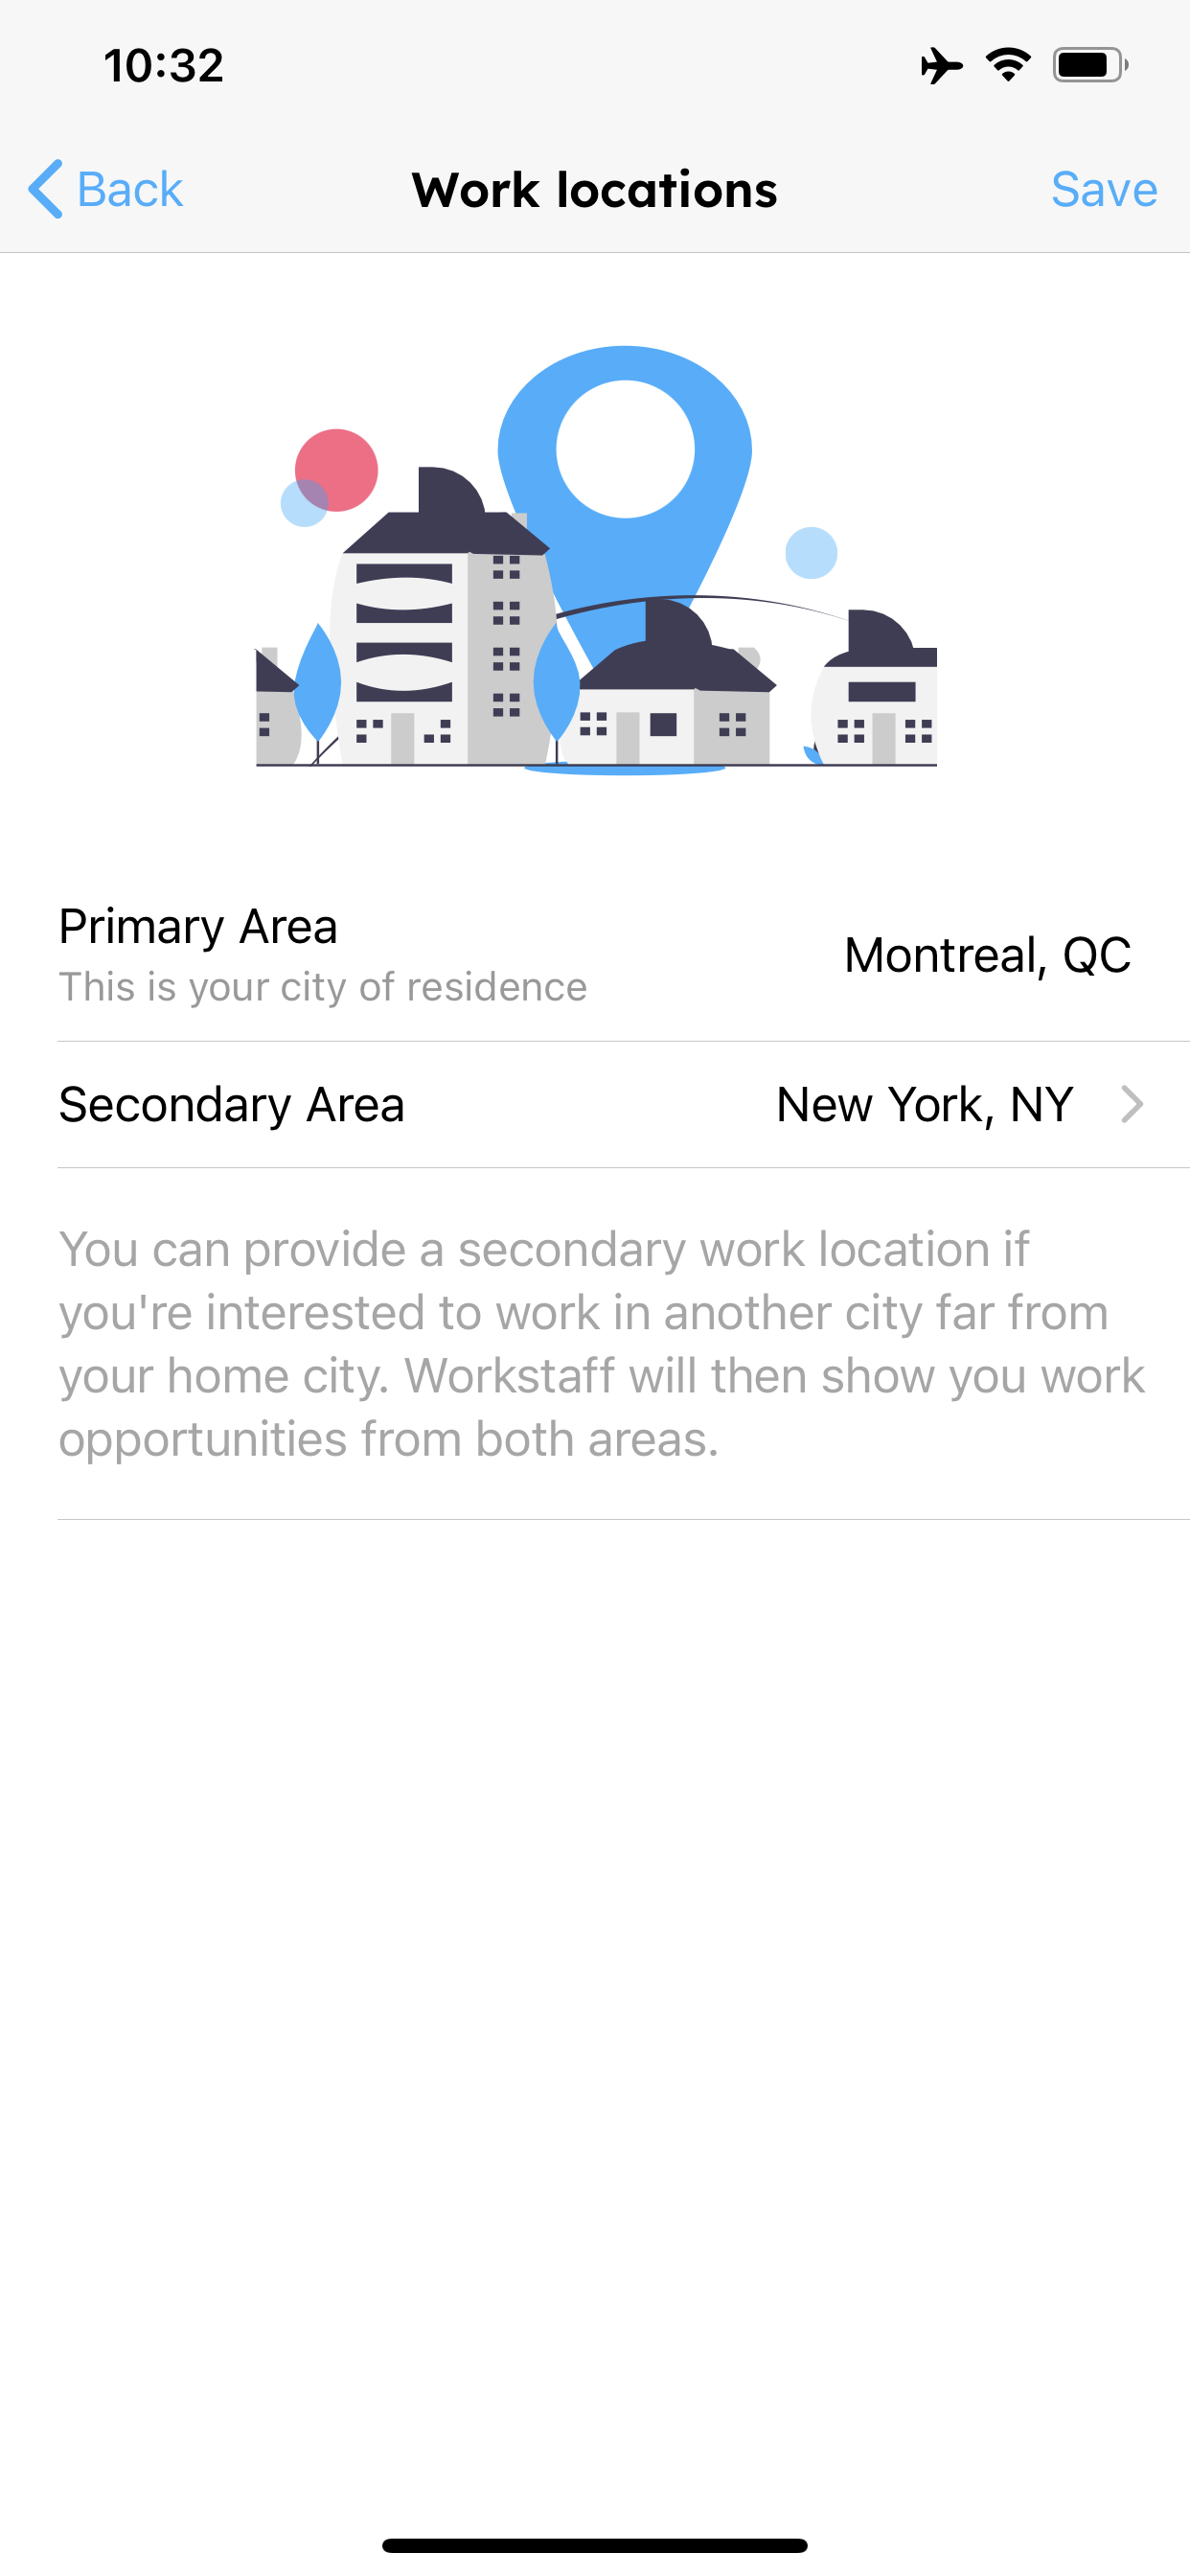 10:32
Back Work locations Save
Primary Area
This is your city of residence
Montreal, QC
Secondary Area New York, NY
You can provide a secondary work location if
you're interested to work in another city far from
your home city. Workstaff will then show you work
opportunities from both areas.